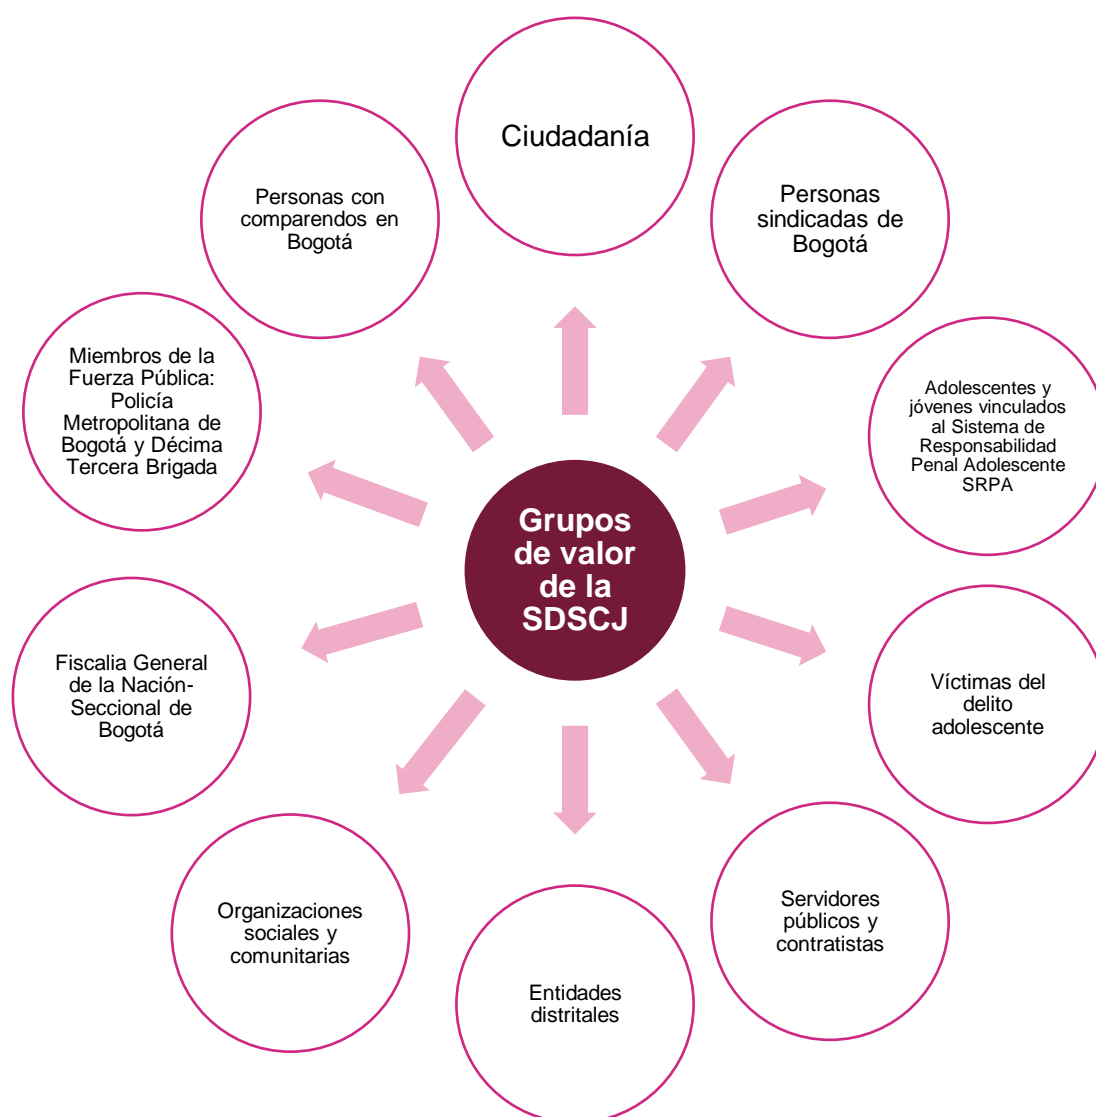 Ciudadanía
Personas
sindicadas de
Bogotá
Adolescentes y
jóvenes vinculados
al Sistema de
Responsabilidad
Penal Adolescente
SRPA
Víctimas del
delito
adolescente
Servidores
públicos y
contratistas
Entidades
distritales
Organizaciones
sociales y
comunitarias
Fiscalia General
de la Nación-
Seccional de
Bogotá
Miembros de la
Fuerza Pública:
Policía
Metropolitana de
Bogotá y Décima
Tercera Brigada
Personas con
comparendos en
Bogotá
Grupos
de valor
de la
SDSCJ